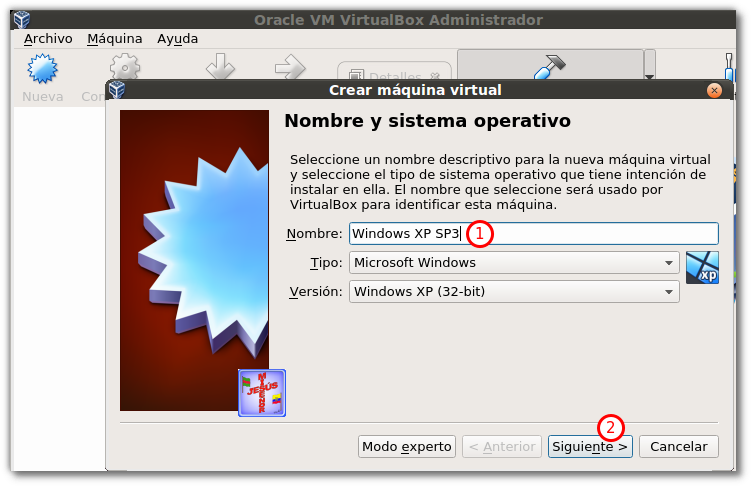 Oracle VM VirtualBox Administrador
Archivo Máquina Ayuda
Nueva
Detalles
Crear máquina virtual
Nombre y sistema operativo
Seleccione un nombre descriptivo para la nueva máquina virtual
y seleccione el tipo de sistema operativo que tiene intención de
instalar en ella. El nombre que seleccione será usado por
VirtualBox para identificar esta máquina.
Nombre: Windows XP SP3 1
Tipo: Microsoft Windows
xp
Versión: Windows XP (32-bit)
JESÚS
2
Modo experto < Anterior Siguiente > Cancelar